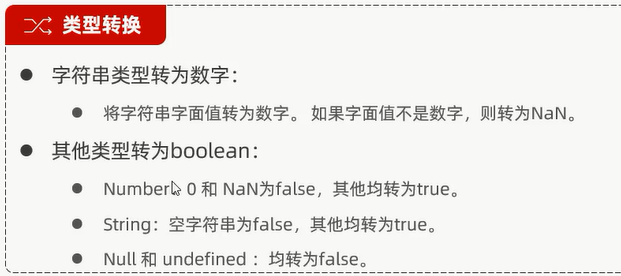 类型转换
字符串类型转为数字：
将字符串字面值转为数字。 如果字面值不是数字，则转为NaN。
其他类型转为boolean：
Number 0 和 NaN为false，其他均转为true。
String：空字符串为false，其他均转为true。
Null 和 undefined ：均转为false。